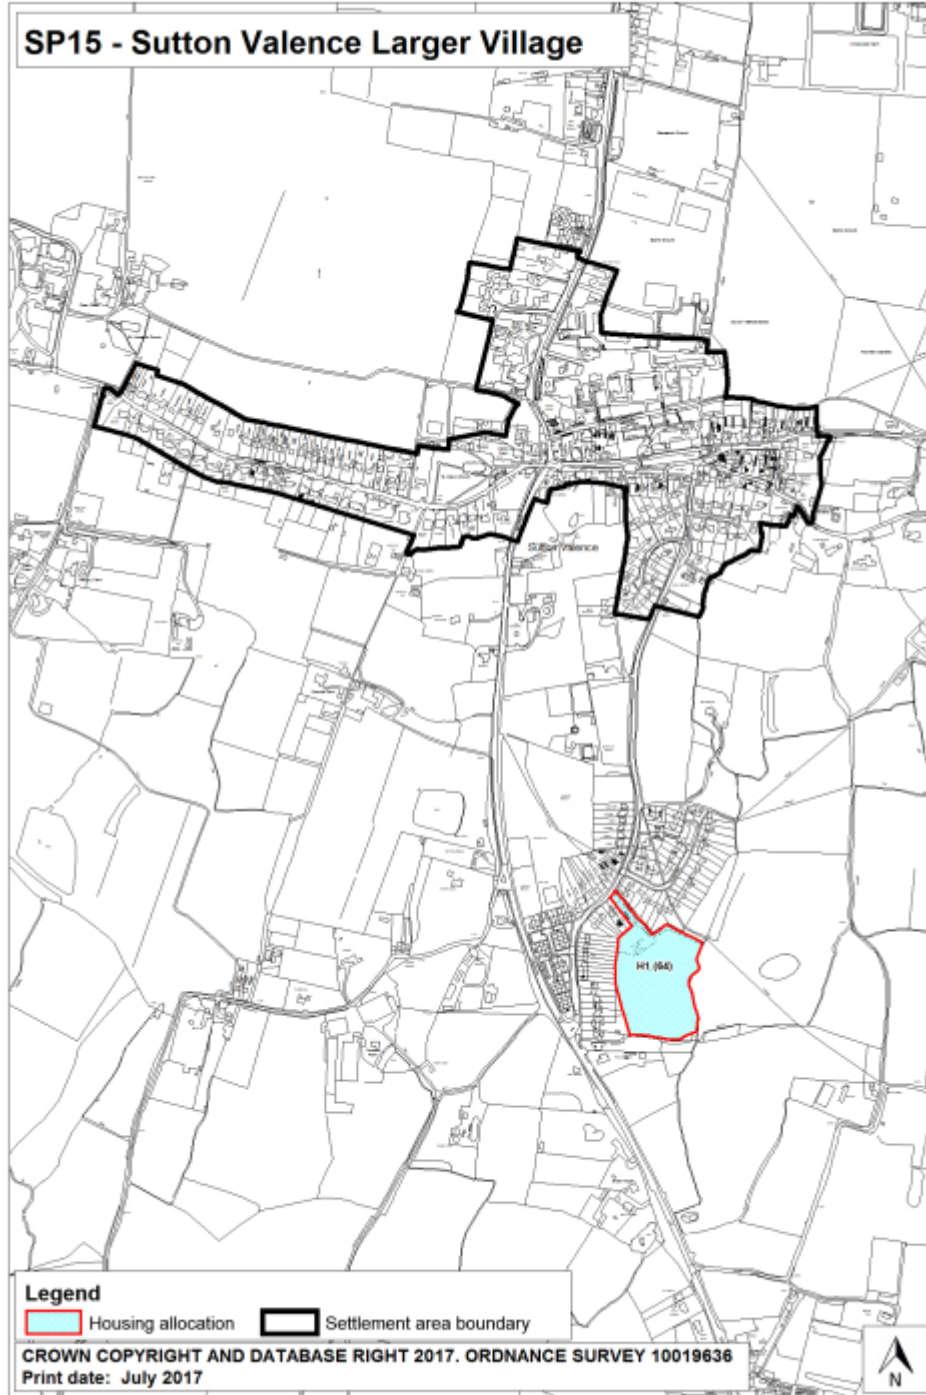 SP15 - Sutton Valence Larger Village
Sutton Valence
H1 (64)
Legend
Housing allocation
Settlement area boundary
CROWN COPYRIGHT AND DATABASE RIGHT 2017. ORDNANCE SURVEY 10019636
Print date: July 2017
N